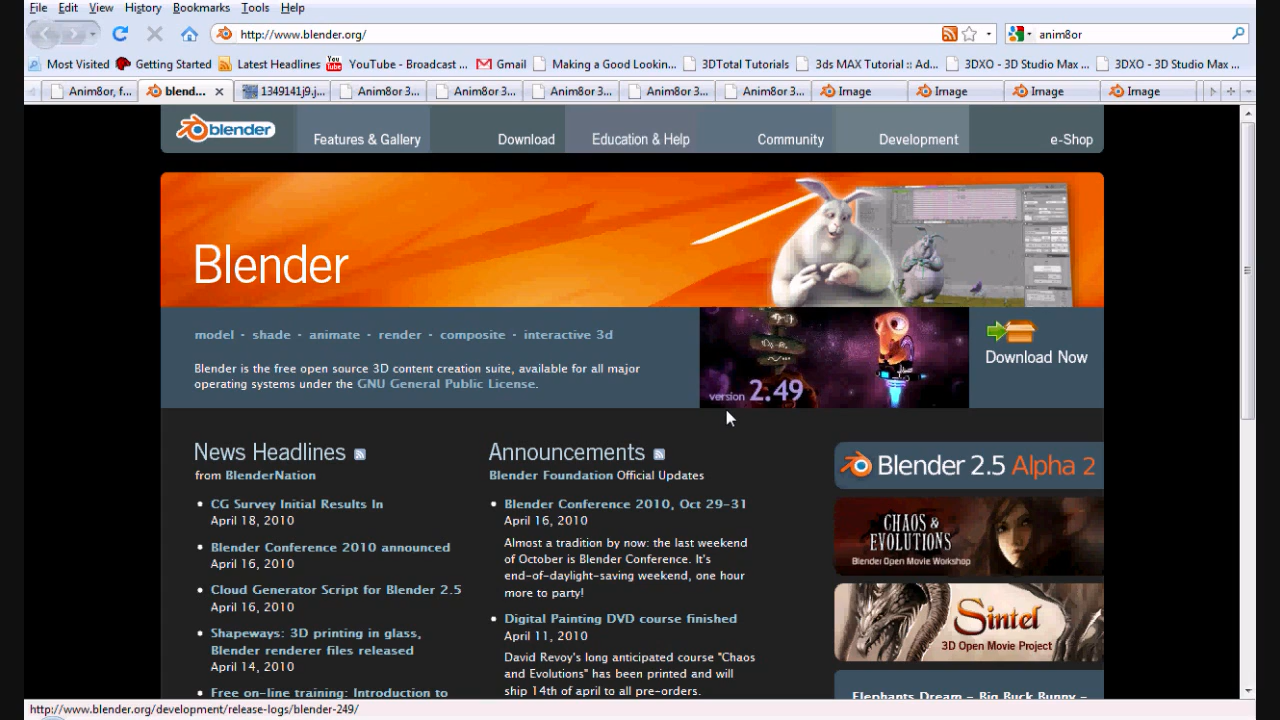 File Edit View History Bookmarks Tools Help
http://www.blender.org/
anim8or
Most Visited Getting Started Latest Headlines YouTube - Broadcast ... Gmail Making a Good Lookin... 3DTotal Tutorials 3ds MAX Tutorial :: Ad... 3DXO - 3D Studio Max ... 3DXO - 3D Studio Max ...
Anim8or, f... blend... 1349141j9.j... Anim8or 3... Anim8or 3... Anim8or 3... Anim8or 3... Anim8or 3... Image Image Image Image
blender
Features & Gallery Download Education & Help Community Development e-Shop
Blender
model · shade · animate · render · composite · interactive 3d
Blender is the free open source 3D content creation suite, available for all major
operating systems under the GNU General Public License.
version 2.49
Download Now
News Headlines
from BlenderNation
CG Survey Initial Results In
April 18, 2010
Blender Conference 2010 announced
April 16, 2010
Cloud Generator Script for Blender 2.5
April 16, 2010
Shapeways: 3D printing in glass,
Blender renderer files released
April 14, 2010
Free on-line training: Introduction to
Announcements
Blender Foundation Official Updates
Blender Conference 2010, Oct 29-31
April 16, 2010
Almost a tradition by now: the last weekend
of October is Blender Conference. It's
end-of-daylight-saving weekend, one hour
more to party!
Digital Painting DVD course finished
April 11, 2010
David Revoy's long anticipated course "Chaos
and Evolutions" has been printed and will
ship 14th of april to all pre-orders.
Blender 2.5 Alpha 2
CHAOS &
EVOLUTIONS
Blender Open Movie Workshop
Sintel
3D Open Movie Project
Elephants Dream - Big Buck Bunny -
http://www.blender.org/development/release-logs/blender-249/